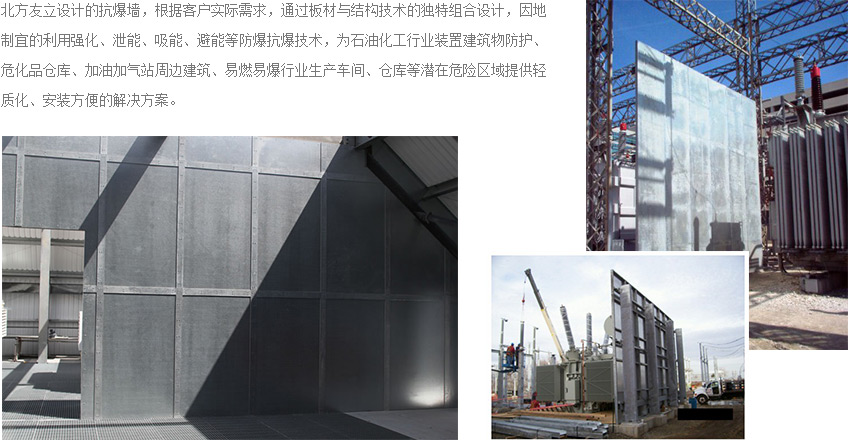 北方友立设计的抗爆墙，根据客户实际需求，通过板材与结构技术的独特组合设计，因地
制宜的利用强化、泄能、吸能、避能等防爆抗爆技术，为石油化工行业装置建筑物防护、
危化品仓库、加油加气站周边建筑、易燃易爆行业生产车间、仓库等潜在危险区域提供轻
质化、安装方便的解决方案。